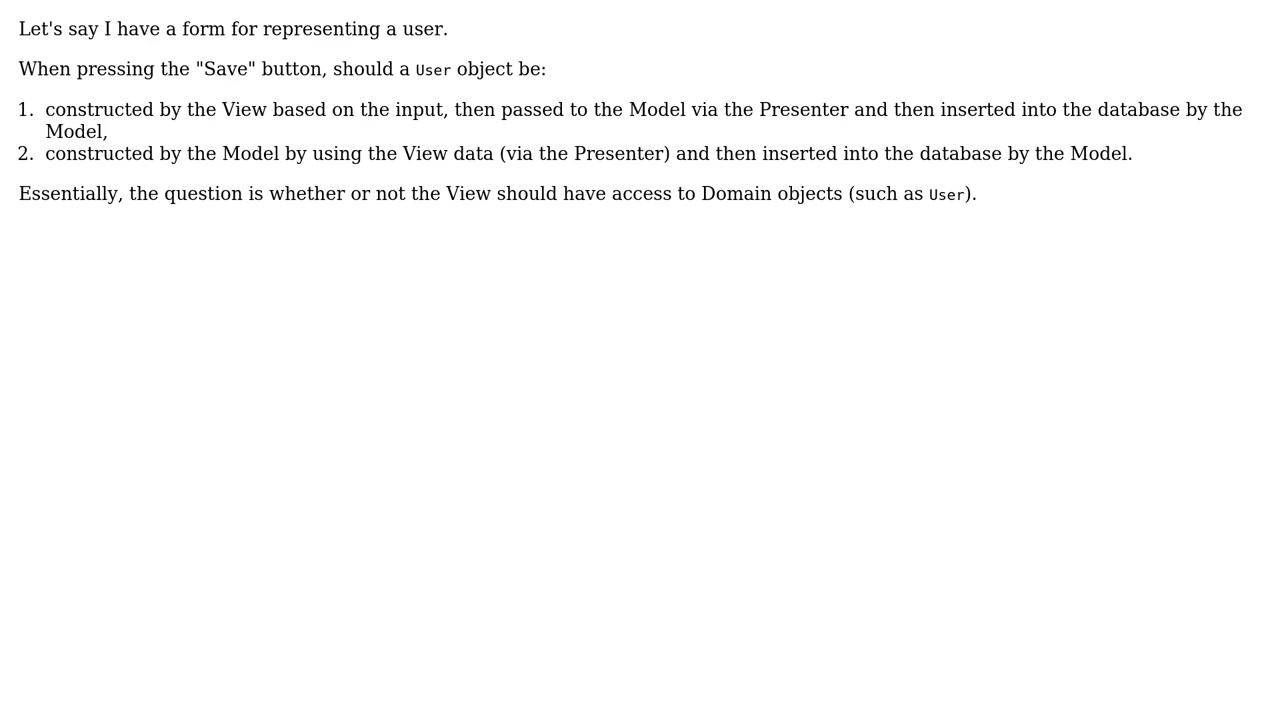 Let's say I have a form for representing a user.
When pressing the "Save" button, should a User object be:
1. constructed by the View based on the input, then passed to the Model via the Presenter and then inserted into the database by the
Model,
2. constructed by the Model by using the View data (via the Presenter) and then inserted into the database by the Model.
Essentially, the question is whether or not the View should have access to Domain objects (such as User).